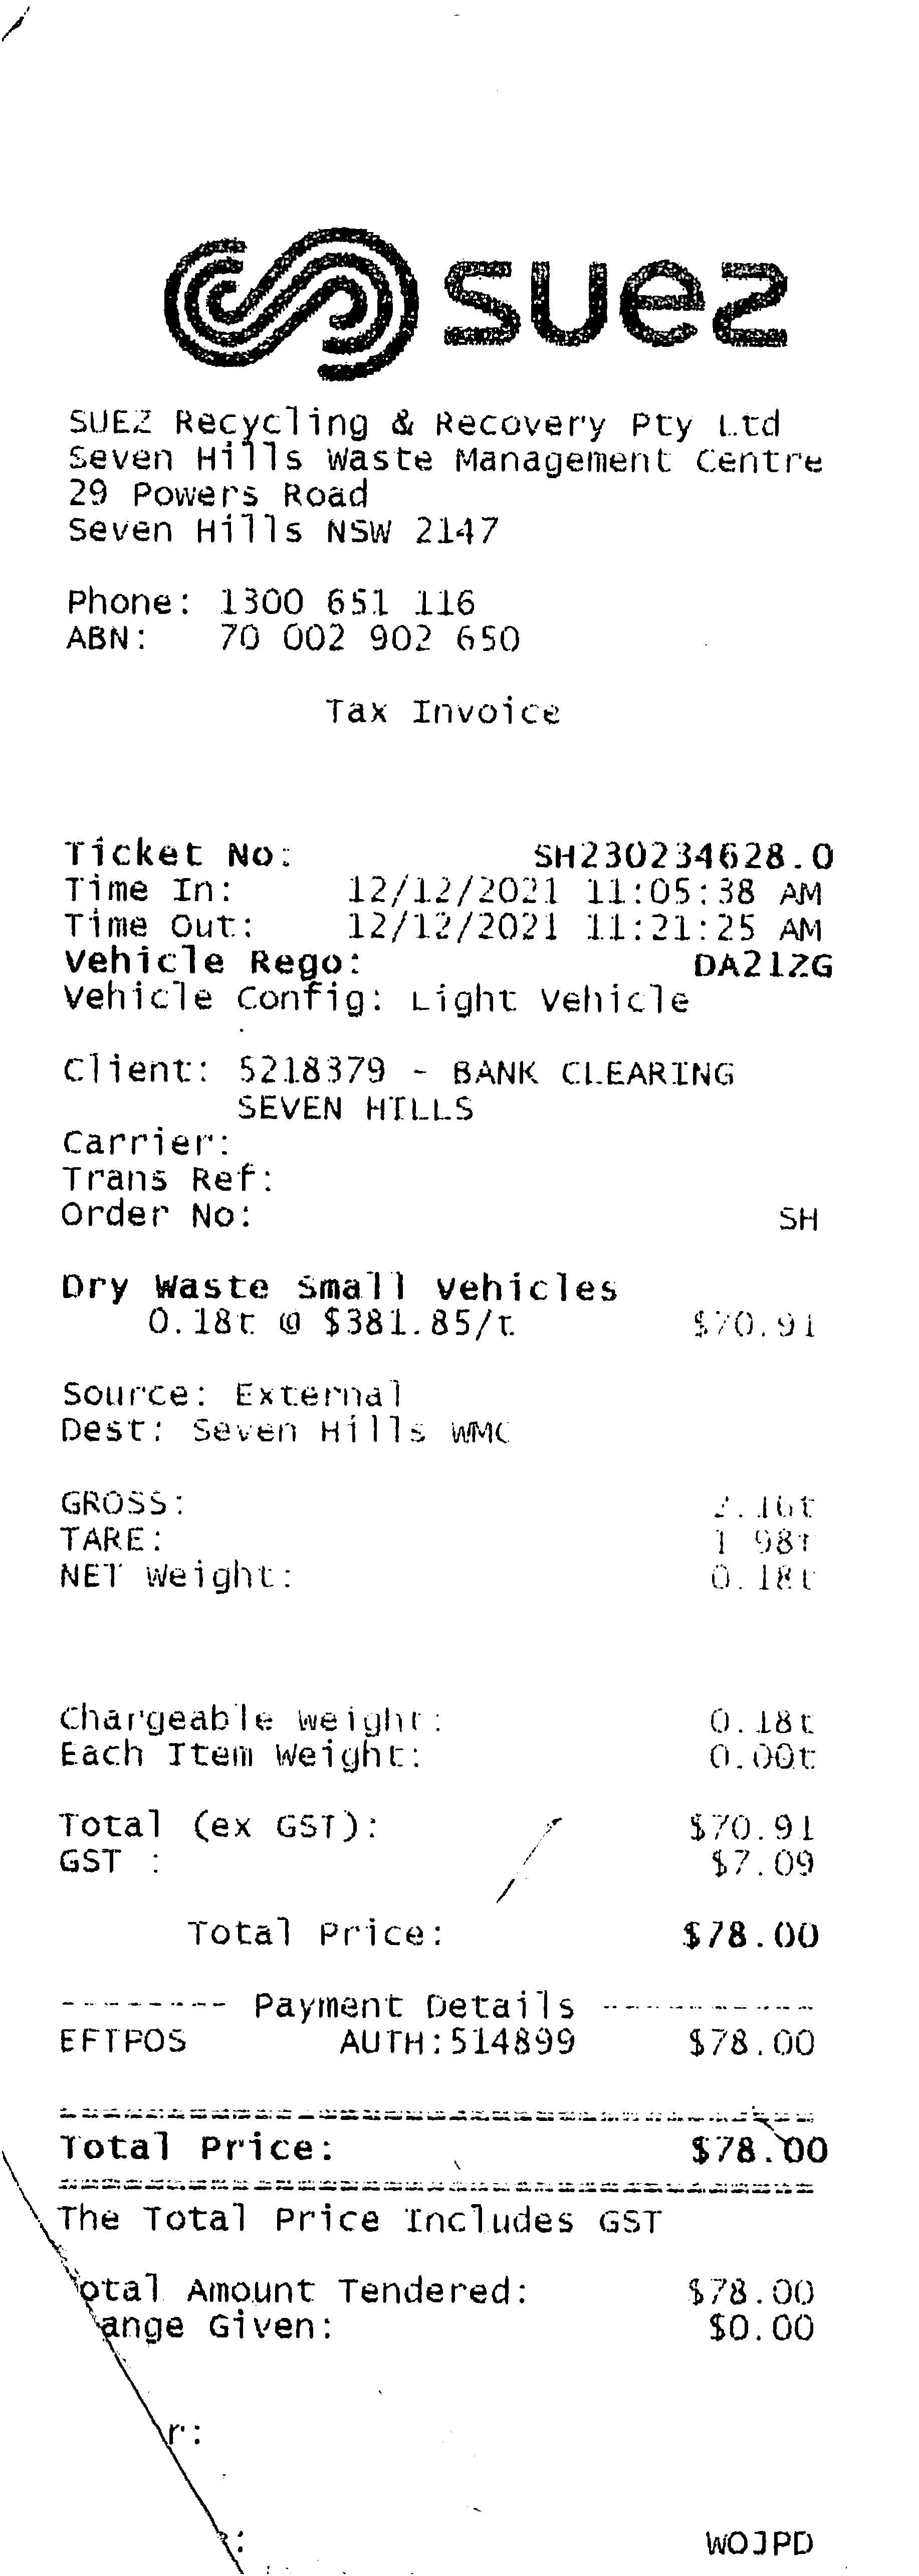 suez
SUEZ Recycling & Recovery Pty Ltd
Seven Hills Waste Management Centre
29 Powers Road
Seven Hills NSW 2147
Phone: 1300 651 116
ABN: 70 002 902 650
Tax Invoice
Ticket No: SH230234628.0
Time In: 12/12/2021 11:05:38 AM
Time Out: 12/12/2021 11:21:25 AM
Vehicle Rego: DA21ZG
Vehicle Config: Light Vehicle
Client: 5218379 - BANK CLEARING
SEVEN HILLS
Carrier:
Trans Ref:
Order No: SH
Dry Waste Small Vehicles
0.18t @ $381.85/t $70.91
Source: External
Dest: Seven Hills WMC
GROSS: 2.16t
TARE: 1.98t
NET Weight: 0.18t
Chargeable Weight: 0.18t
Each Item Weight: 0.00t
Total (ex GST): $70.91
GST : $7.09
Total Price: $78.00
-------- Payment Details -----------
EFTPOS AUTH:514899 $78.00
Total Price: $78.00
The Total Price Includes GST
otal Amount Tendered: $78.00
ange Given: $0.00
r:
WOJPD